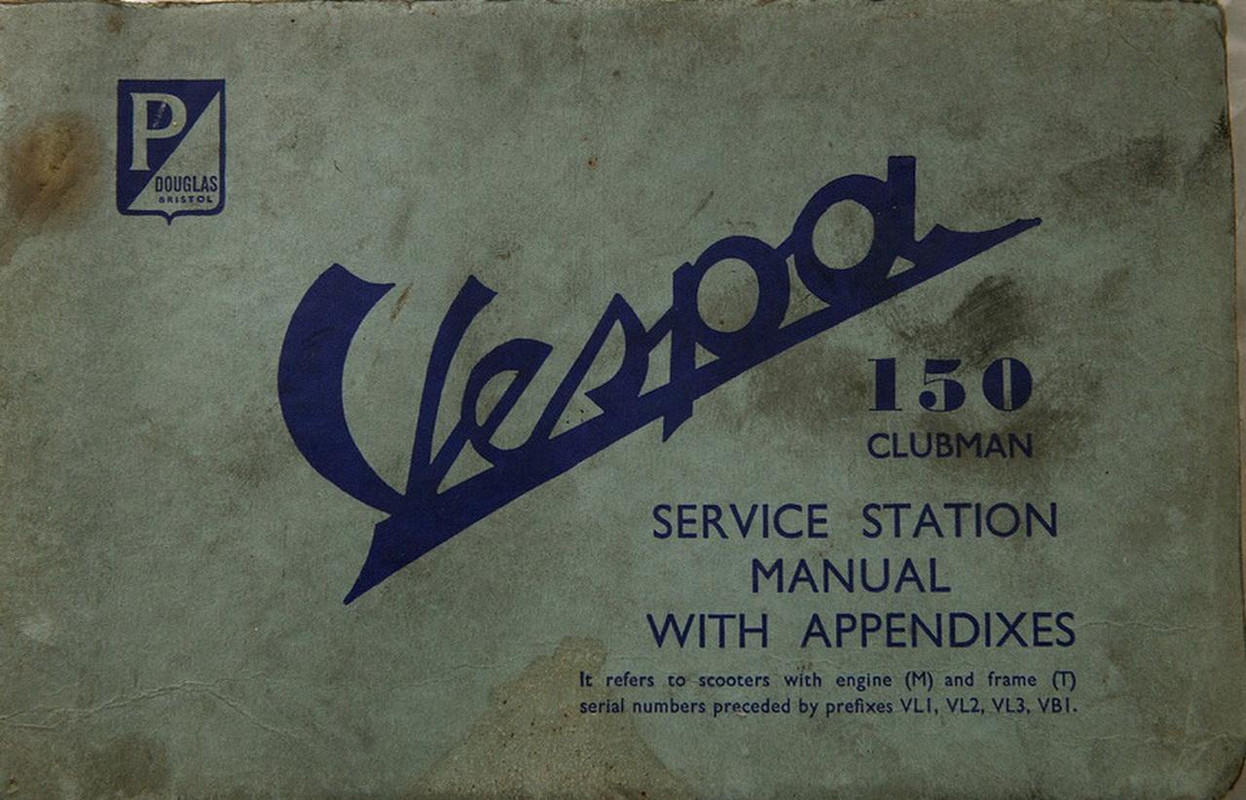 P
DOUGLAS
BRISTOL
Vespa
150
CLUBMAN
SERVICE STATION
MANUAL
WITH APPENDIXES
It refers to scooters with engine (M) and frame (T)
serial numbers preceded by prefixes VL1, VL2, VL3, VB1.